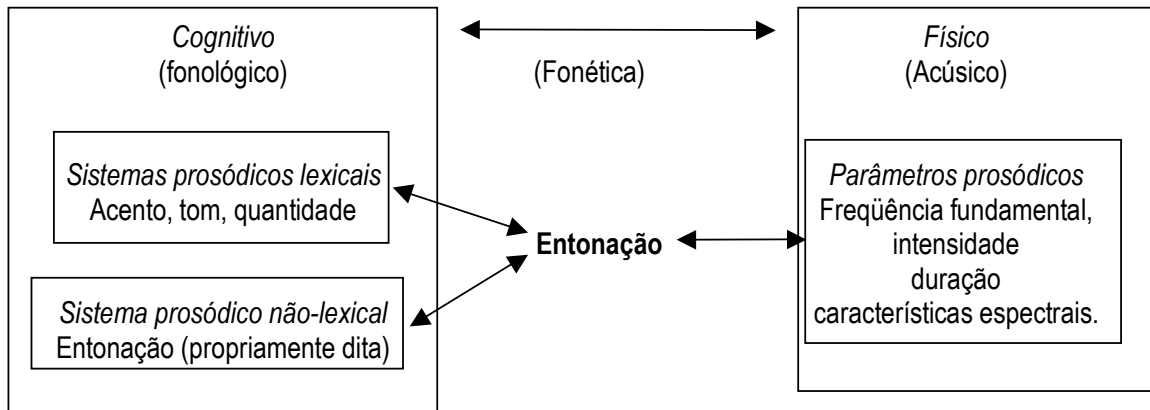 Cognitivo
(fonológico)
(Fonética)
Físico
(Acúsico)
Sistemas prosódicos lexicais
Acento, tom, quantidade
Sistema prosódico não-lexical
Entonação (propriamente dita)
Entonação
Parâmetros prosódicos
Freqüência fundamental,
intensidade
duração
características espectrais.